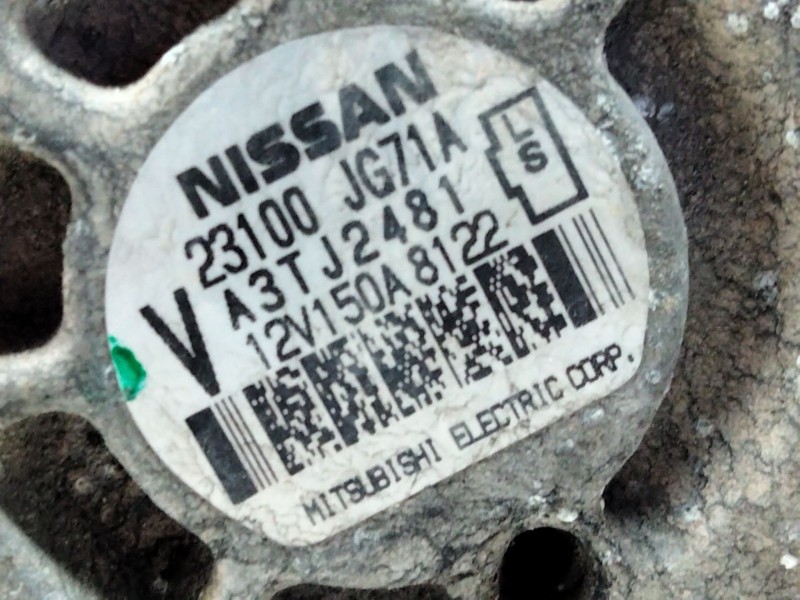 NISSAN
23100 JG71A
L
S
A3TJ2481
V
12V150A 8122
MITSUBISHI ELECTRIC CORP.